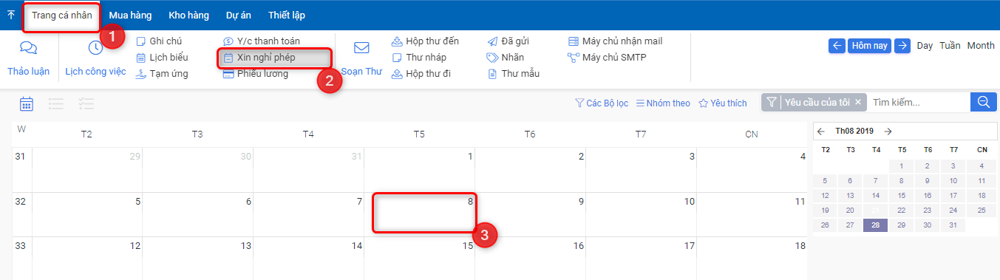 Trang cá nhân Mua hàng Kho hàng Dự án Thiết lập
1
Ghi chú Y/c thanh toán Hộp thư đến Đã gửi Máy chủ nhận mail
Hôm nay Day Tuần Month
Lịch biểu Xin nghỉ phép Thư nháp Nhãn Máy chủ SMTP
Thảo luận Lịch công việc Tạm ứng Phiếu lương 2 Soạn Thư Hộp thư đi Thư mẫu
Các Bộ lọc Nhóm theo Yêu thích Yêu cầu của tôi × Tìm kiếm...
W T2 T3 T4 T5 T6 T7 CN
31 29 30 31 1 2 3 4
32 5 6 7 8 9 10 11
3
33 12 13 14 15 16 17 18
Th08 2019
T2 T3 T4 T5 T6 T7 CN
1 2 3 4
5 6 7 8 9 10 11
12 13 14 15 16 17 18
19 20 21 22 23 24 25
26 27 28 29 30 31